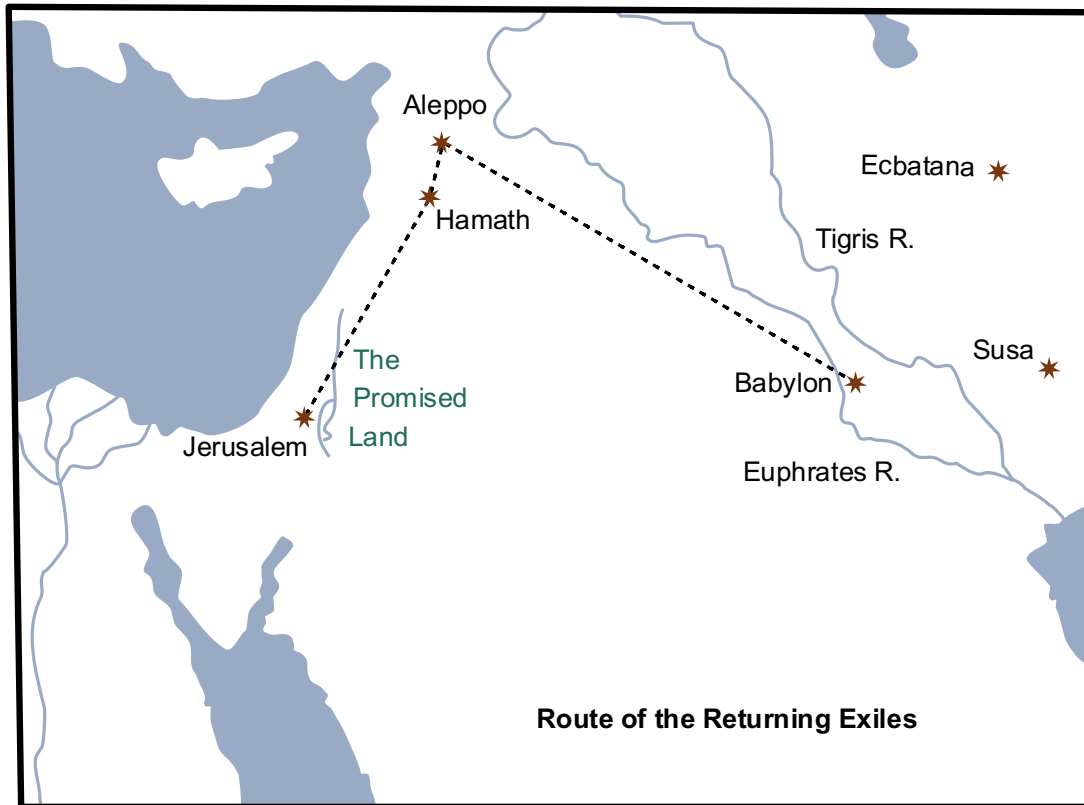 Aleppo
Ecbatana
Hamath
Tigris R.
Susa
The
Promised
Land
Babylon
Jerusalem
Euphrates R.
Route of the Returning Exiles